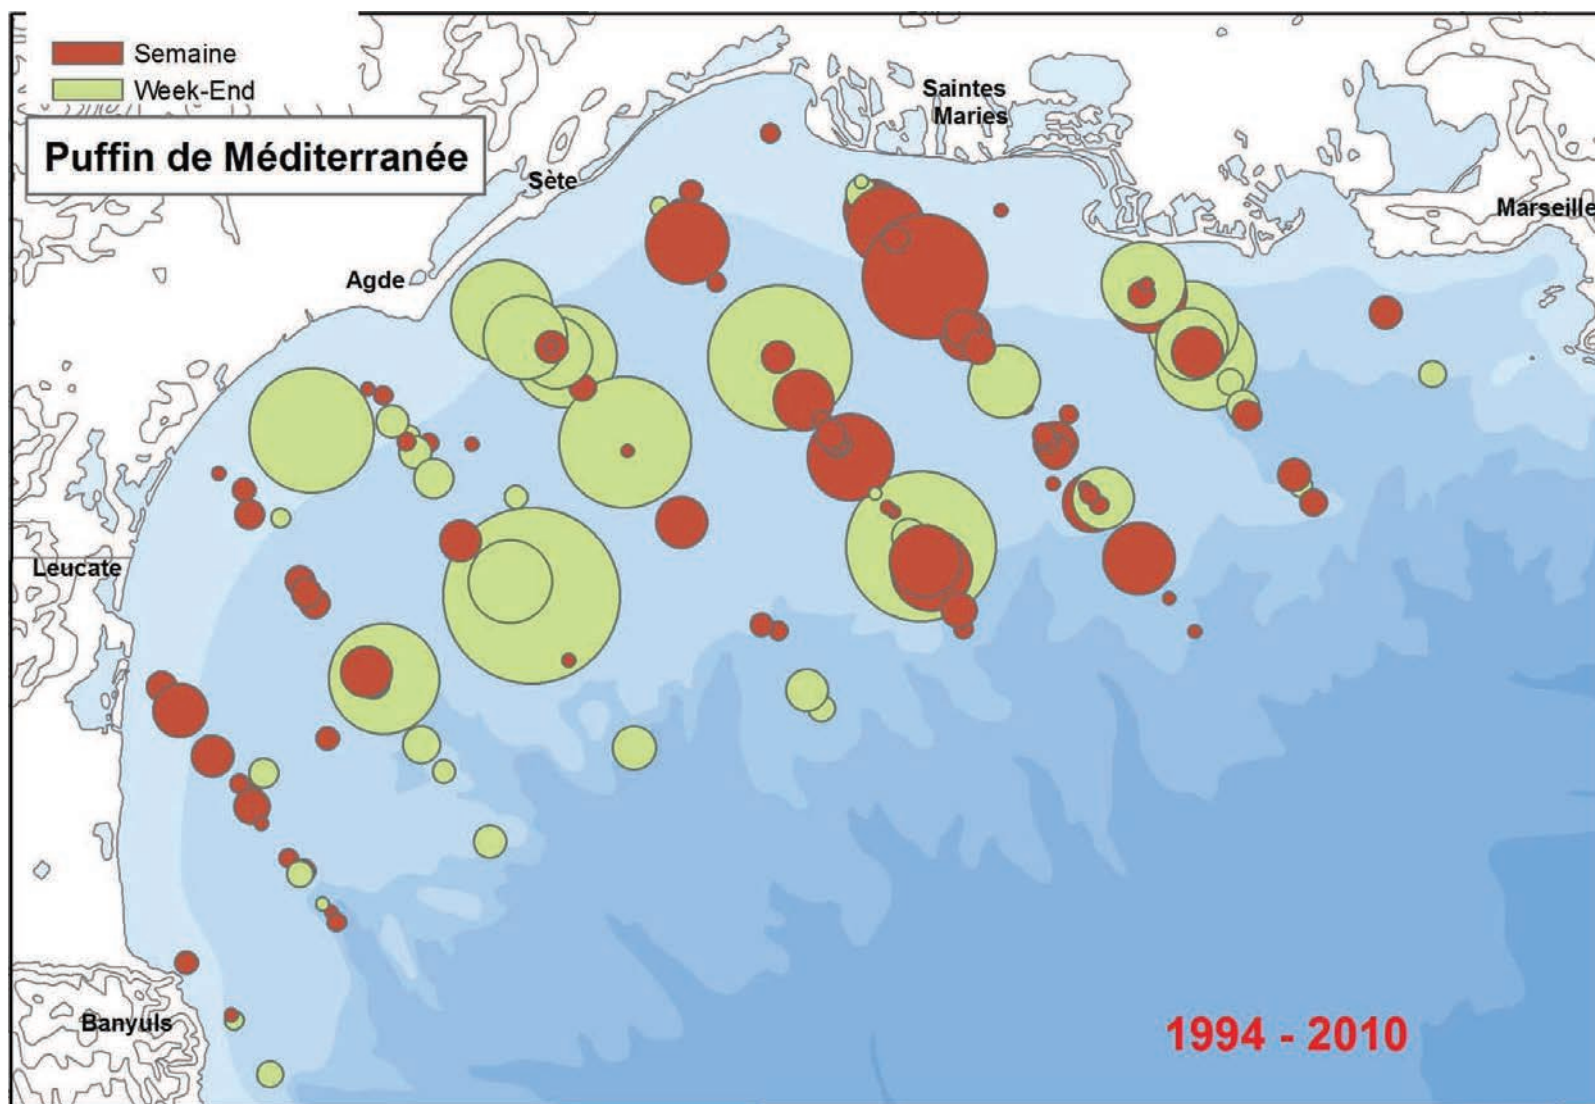 Semaine
Week-End
Puffin de Méditerranée
Saintes
Maries
Sète
Marseille
Agde
Leucate
Banyuls
1994 - 2010